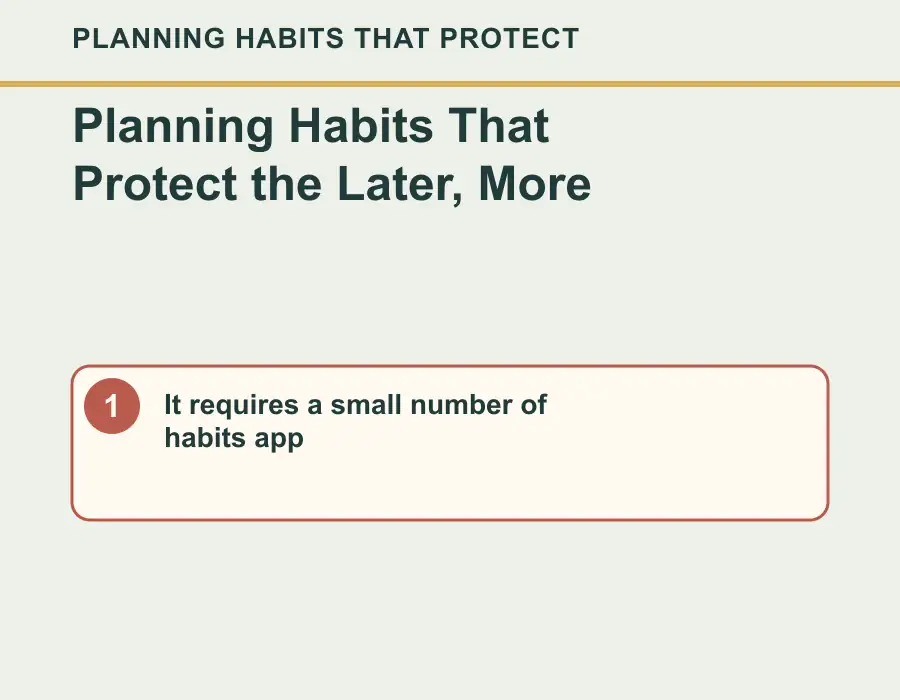 PLANNING HABITS THAT PROTECT
Planning Habits That
Protect the Later, More
1
It requires a small number of
habits app